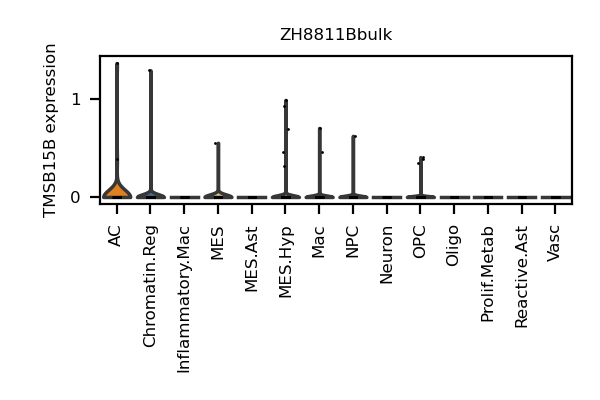 ZH8811Bbulk
TMSB15B expression
1
0
AC
Chromatin.Reg
Inflammatory.Mac
MES
MES.Ast
MES.Hyp
Mac
NPC
Neuron
OPC
Oligo
Prolif.Metab
Reactive.Ast
Vasc